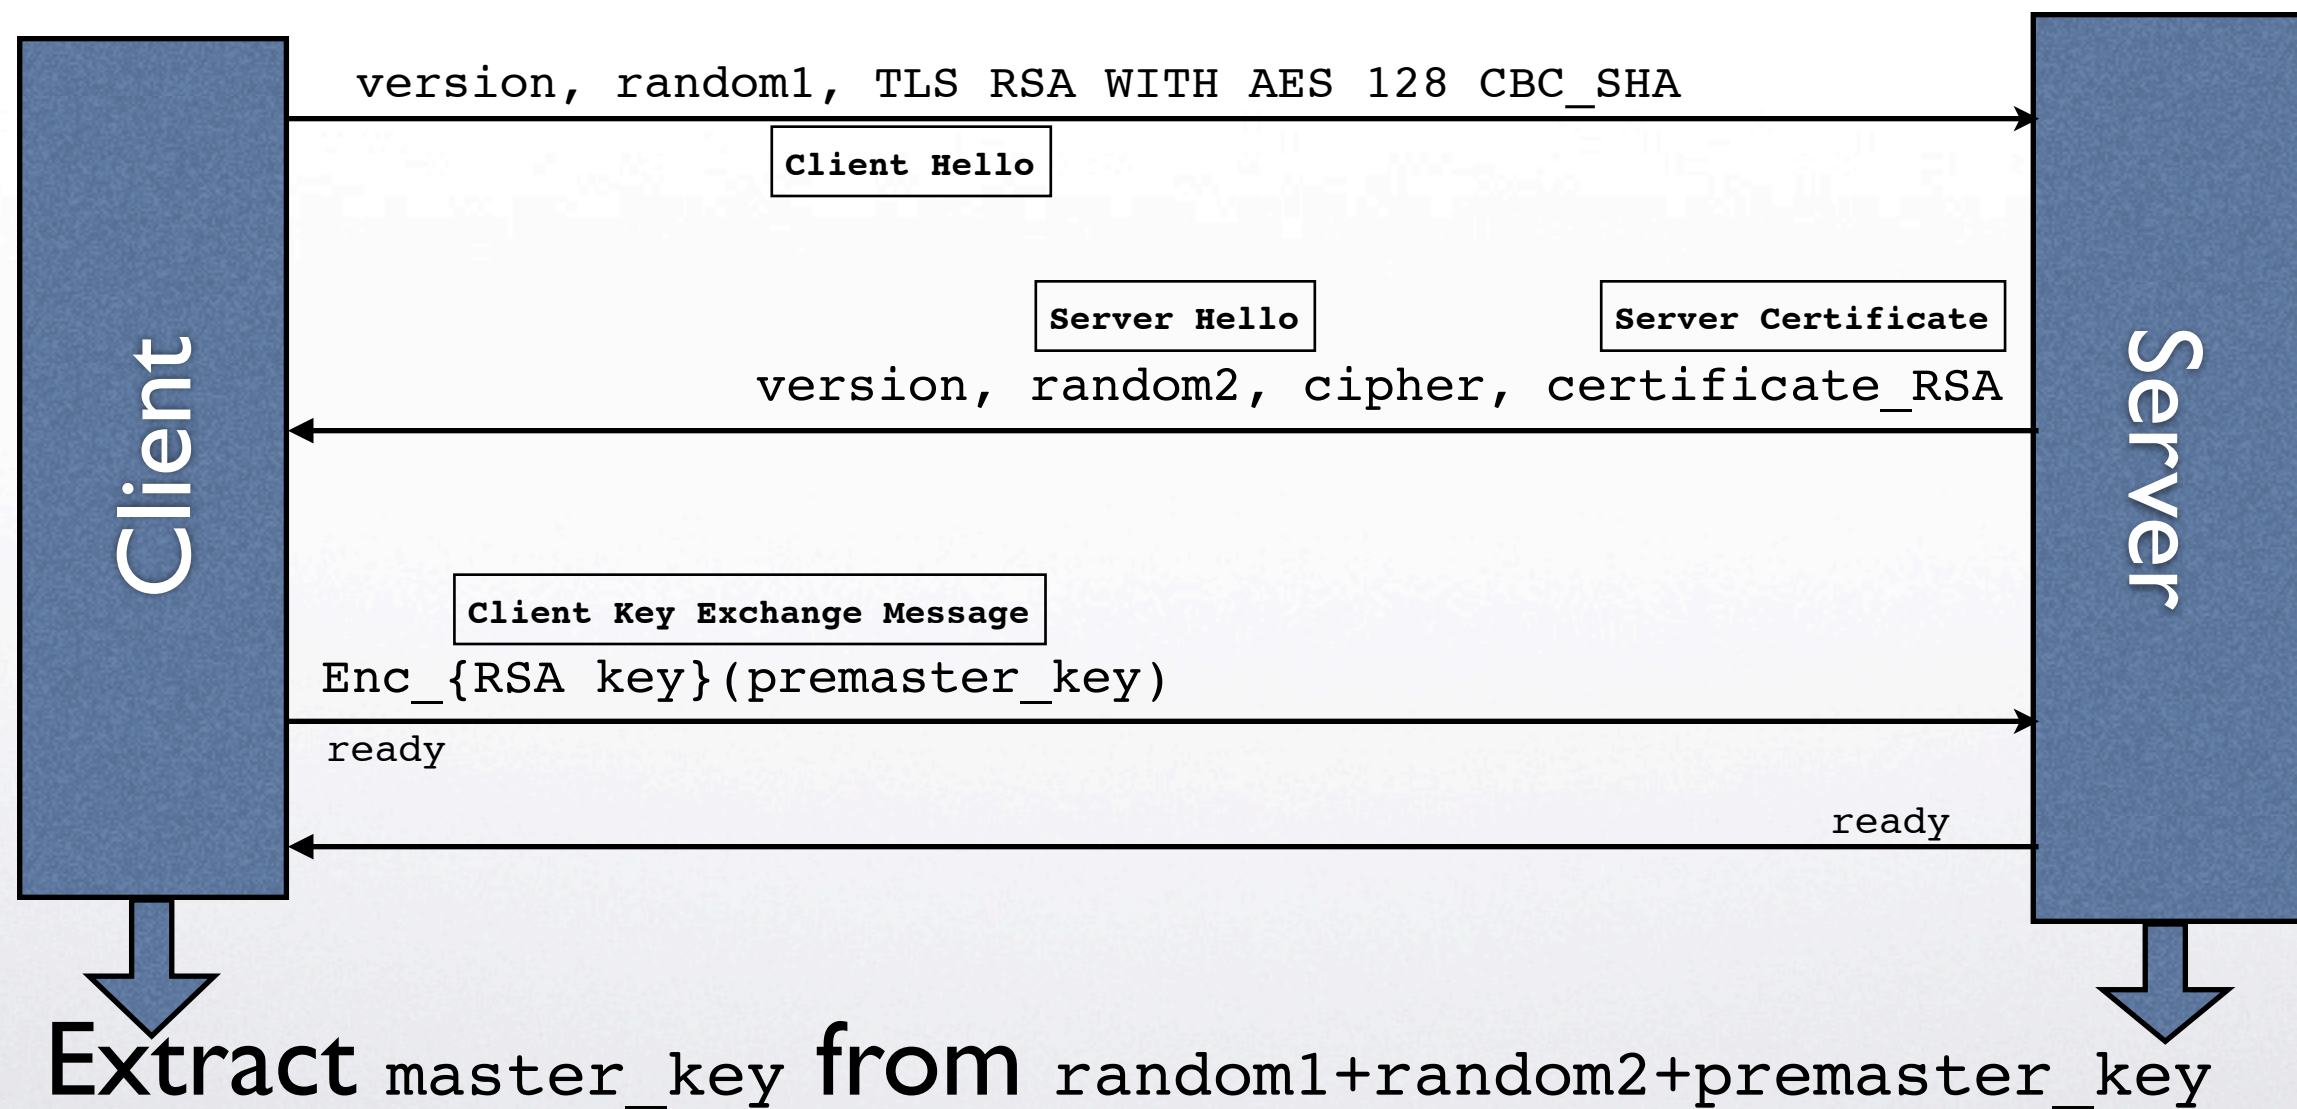 version, random1, TLS RSA WITH AES 128 CBC_SHA
Client Hello
Server Hello
Server Certificate
version, random2, cipher, certificate_RSA
Client
Server
Client Key Exchange Message
Enc_{RSA key}(premaster_key)
ready
ready
Extract master_key from random1+random2+premaster_key